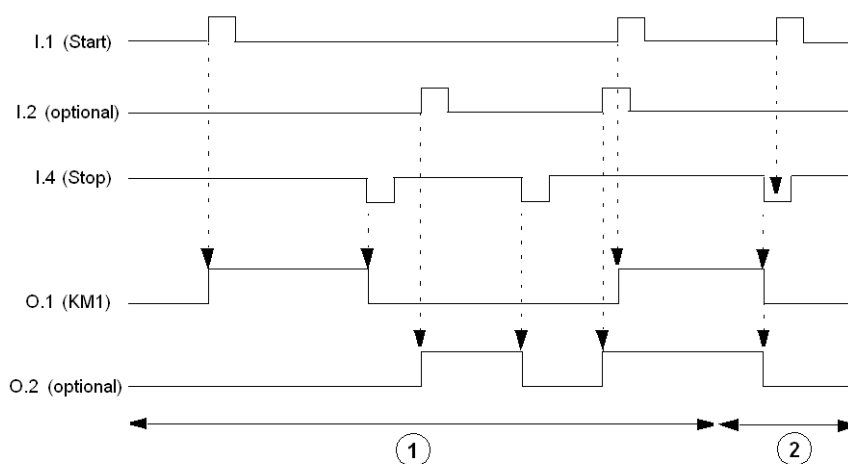 I.1 (Start)
I.2 (optional)
I.4 (Stop)
O.1 (KM1)
O.2 (optional)
1
2